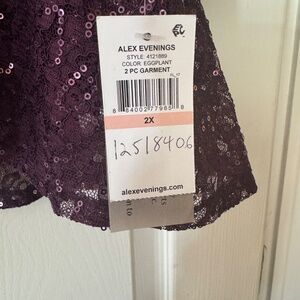 ALEX EVENINGS
STYLE: 4121889
COLOR: EGGPLANT
2 PC GARMENT
2X
12518406
alexevenings.com